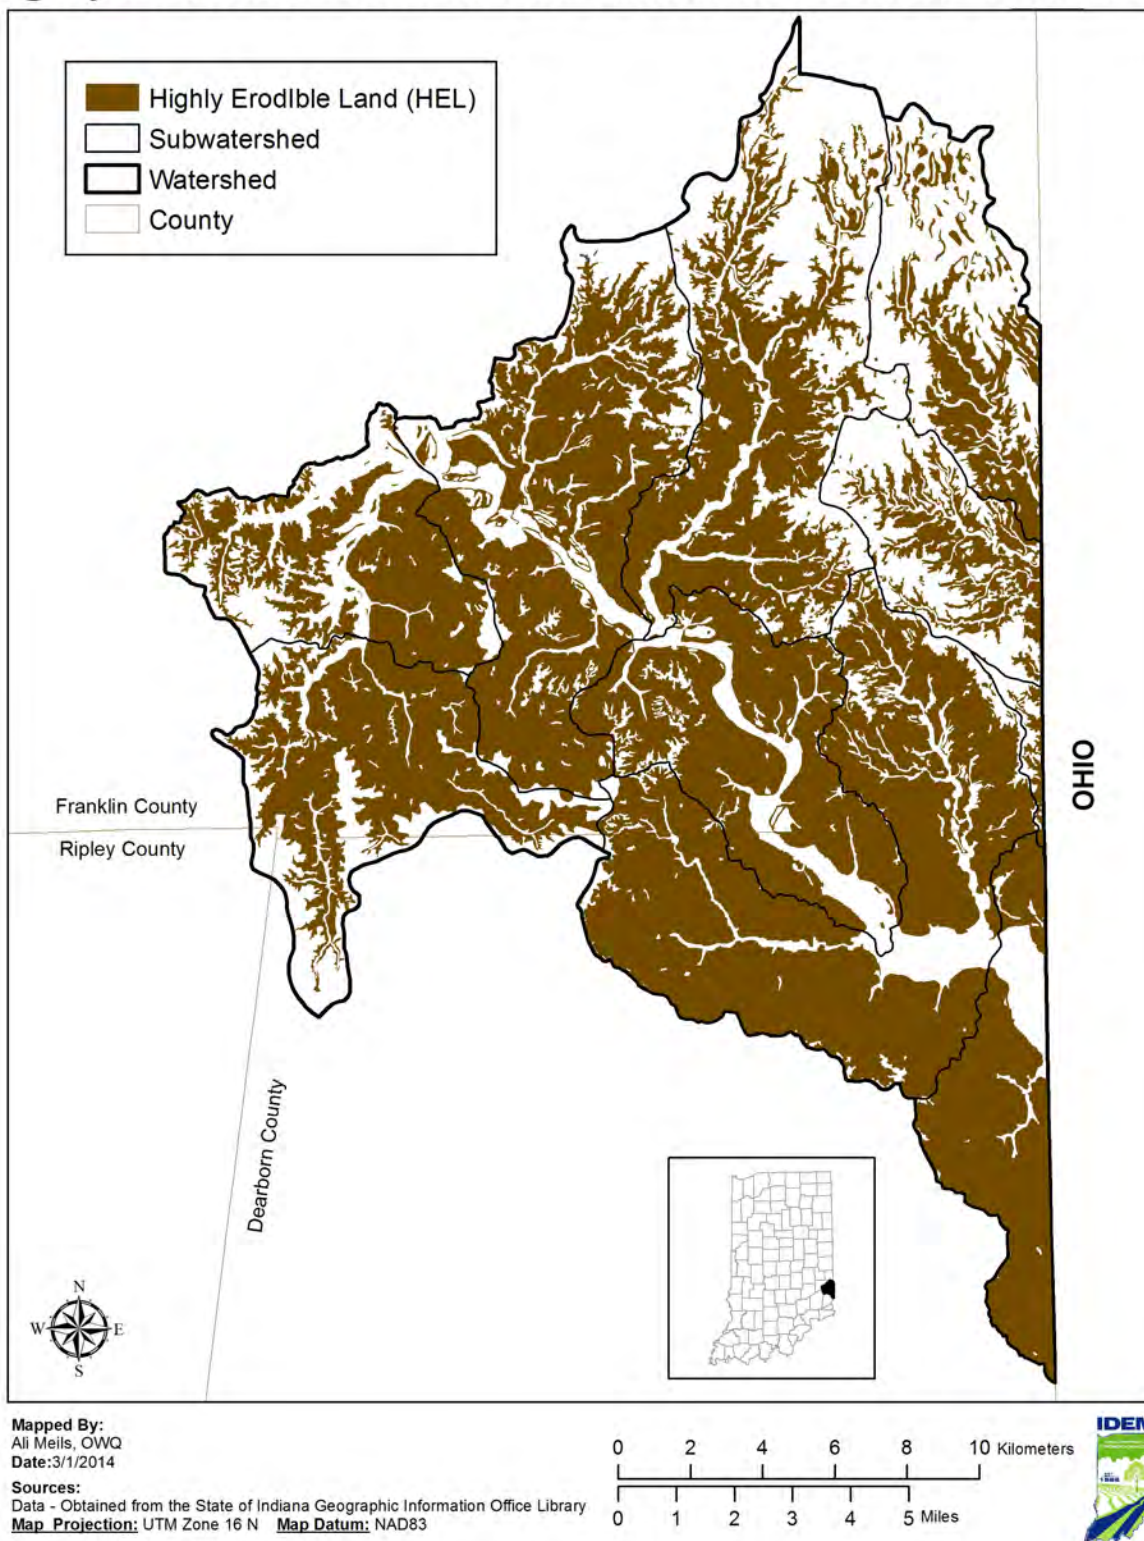 Highly Erodible Land (HEL)
Subwatershed
Watershed
County
Franklin County
Ripley County
OHIO
Dearborn County
N
W E
S
Mapped By:
Ali Meils, OWQ
Date:3/1/2014
Sources:
Data - Obtained from the State of Indiana Geographic Information Office Library
Map Projection: UTM Zone 16 N Map Datum: NAD83
0 2 4 6 8 10 Kilometers
0 1 2 3 4 5 Miles
IDEM
1986